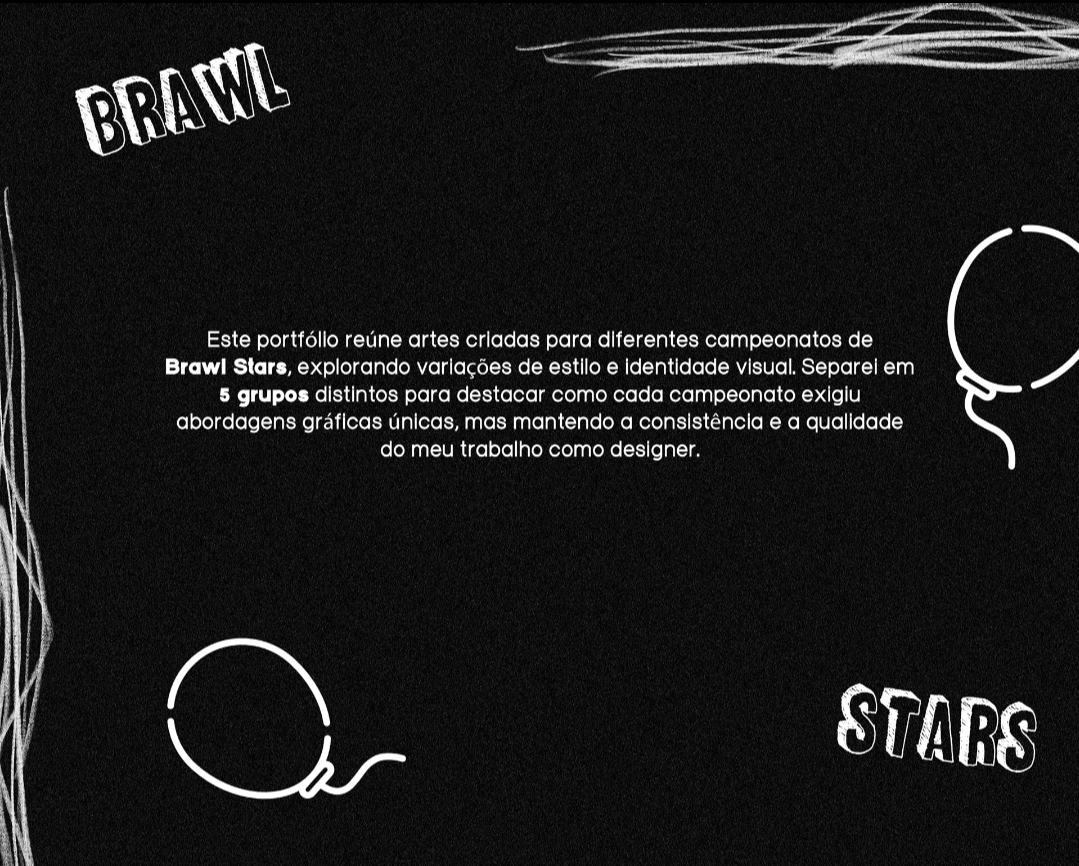 BRAWL
Este portfólio reúne artes criadas para diferentes campeonatos de
Brawl Stars, explorando variações de estilo e identidade visual. Separei em
5 grupos distintos para destacar como cada campeonato exigiu
abordagens gráficas únicas, mas mantendo a consistência e a qualidade
do meu trabalho como designer.
STARS